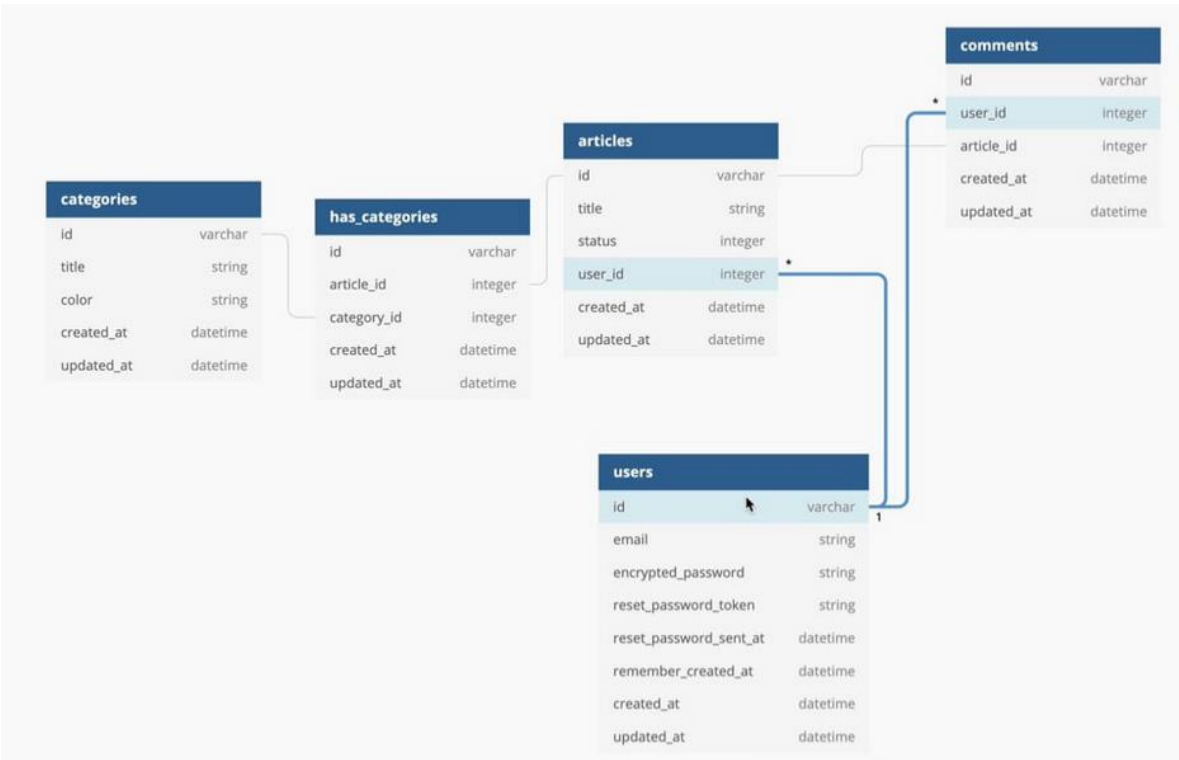 categories
id varchar
title string
color string
created_at datetime
updated_at datetime
has_categories
id varchar
article_id integer
category_id integer
created_at datetime
updated_at datetime
articles
id varchar
title string
status integer
user_id integer
*
created_at datetime
updated_at datetime
comments
id varchar
*
user_id integer
article_id integer
created_at datetime
updated_at datetime
users
id varchar
1
email string
encrypted_password string
reset_password_token string
reset_password_sent_at datetime
remember_created_at datetime
created_at datetime
updated_at datetime